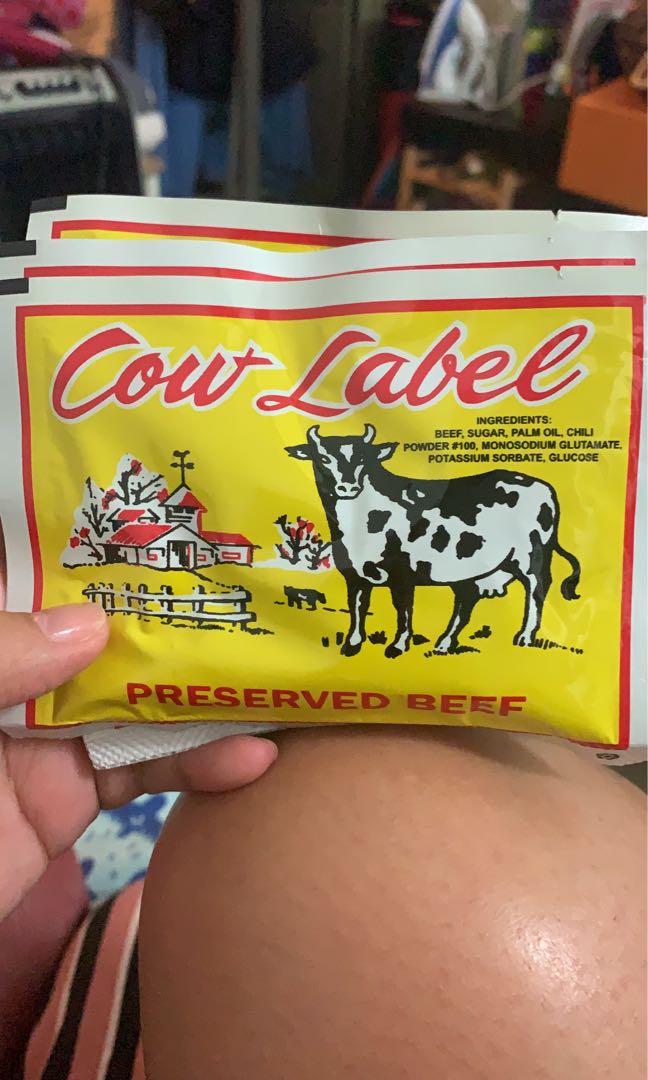 Cow Label
INGREDIENTS:
BEEF, SUGAR, PALM OIL, CHILI
POWDER #100, MONOSODIUM GLUTAMATE,
POTASSIUM SORBATE, GLUCOSE
PRESERVED BEEF